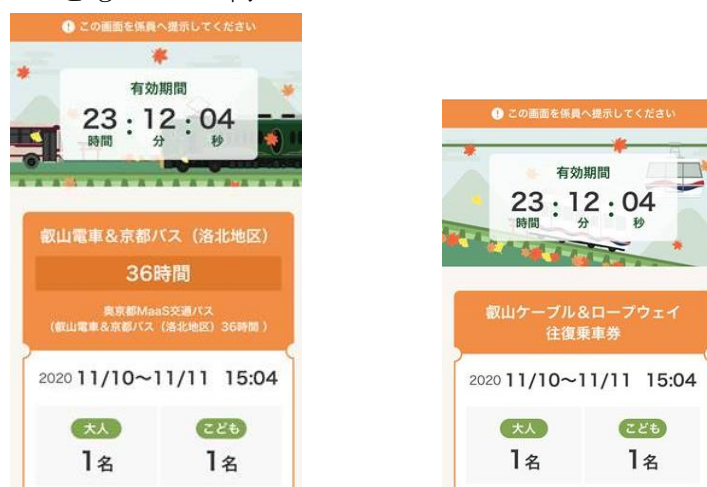 この画面を係員へ提示してください
有効期間
23:12:04
時間 分 秒
叡山電車&京都バス（洛北地区）
36時間
奥京都MaaS交通パス
（叡山電車&京都バス（洛北地区）36時間）
2020 11/10〜11/11 15:04
大人 こども
1名 1名
この画面を係員へ提示してください
有効期間
23:12:04
時間 分 秒
叡山ケーブル&ロープウェイ
往復乗車券
2020 11/10〜11/11 15:04
大人 こども
1名 1名